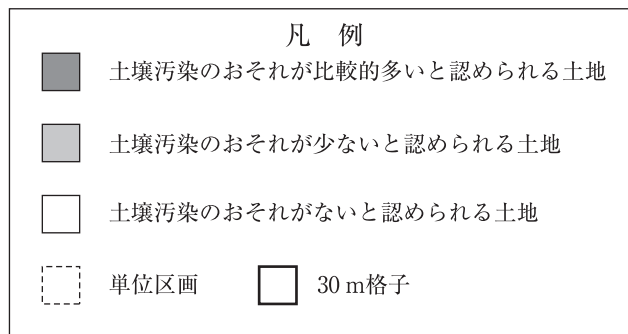 凡 例
土壌汚染のおそれが比較的多いと認められる土地
土壌汚染のおそれが少ないと認められる土地
土壌汚染のおそれがないと認められる土地
単位区画 30 m格子